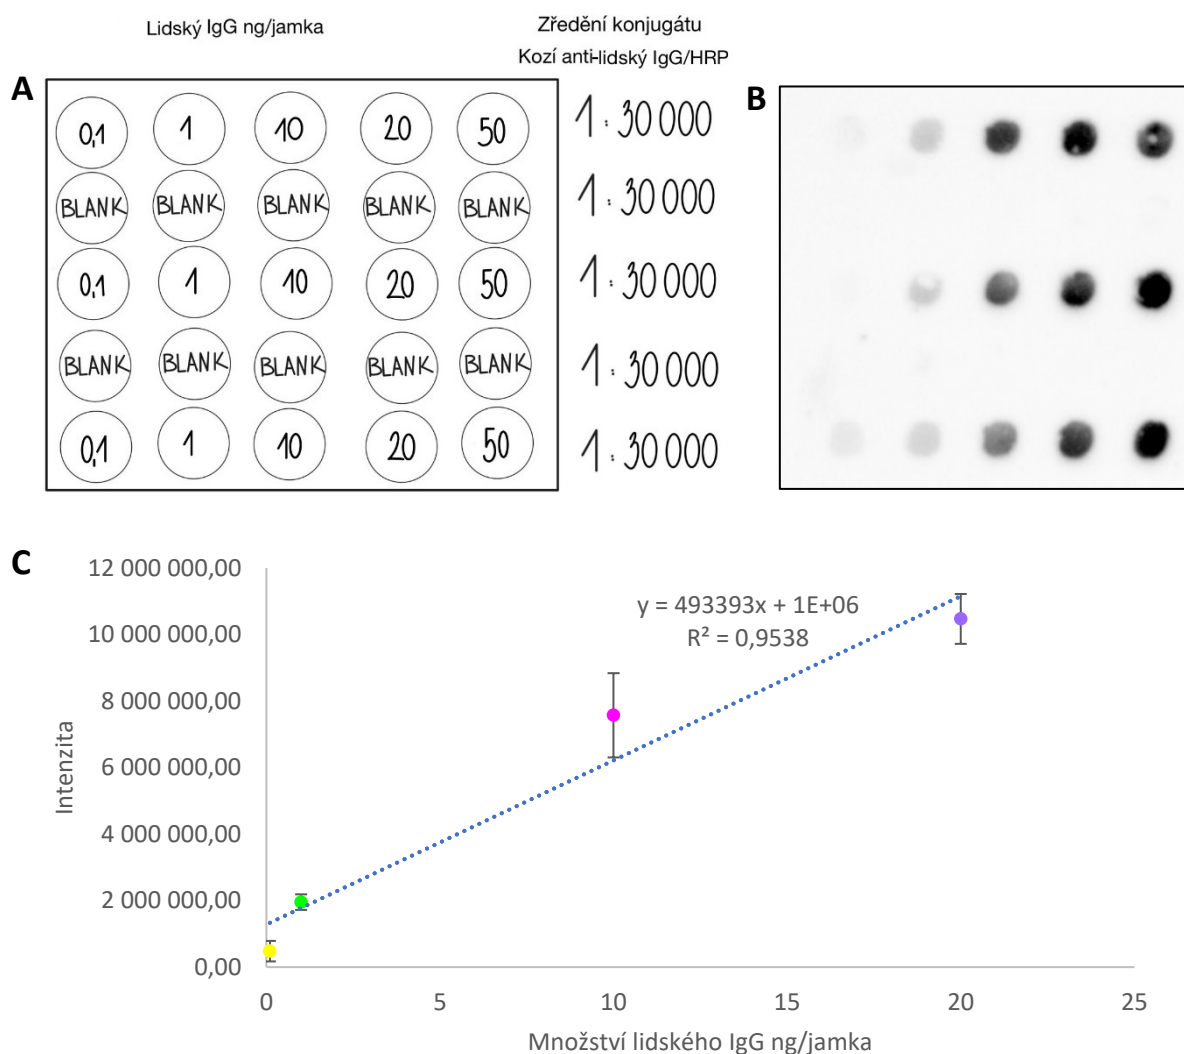 Lidský IgG ng/jamka
Zředění konjugátu
Kozí anti-lidský IgG/HRP
A
0,1 1 10 20 50 1:30 000
BLANK BLANK BLANK BLANK BLANK 1:30 000
0,1 1 10 20 50 1:30 000
BLANK BLANK BLANK BLANK BLANK 1:30 000
0,1 1 10 20 50 1:30 000
B
C
12 000 000,00
10 000 000,00
8 000 000,00
6 000 000,00
4 000 000,00
2 000 000,00
0,00
Intenzita
y = 493393x + 1E+06
R² = 0,9538
0 5 10 15 20 25
Množství lidského IgG ng/jamka